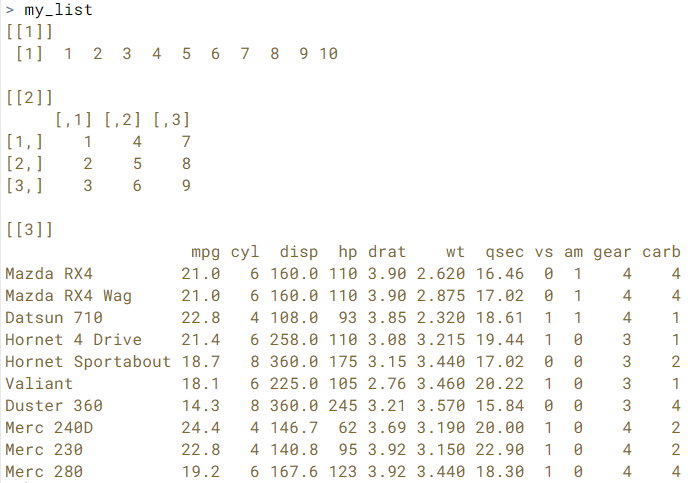 > my_list
[[1]]
 [1]  1  2  3  4  5  6  7  8  9 10

[[2]]
     [,1] [,2] [,3]
[1,]    1    4    7
[2,]    2    5    8
[3,]    3    6    9

[[3]]
                   mpg cyl  disp  hp drat    wt  qsec vs am gear carb
Mazda RX4         21.0   6 160.0 110 3.90 2.620 16.46  0  1    4    4
Mazda RX4 Wag     21.0   6 160.0 110 3.90 2.875 17.02  0  1    4    4
Datsun 710        22.8   4 108.0  93 3.85 2.320 18.61  1  1    4    1
Hornet 4 Drive    21.4   6 258.0 110 3.08 3.215 19.44  1  0    3    1
Hornet Sportabout 18.7   8 360.0 175 3.15 3.440 17.02  0  0    3    2
Valiant           18.1   6 225.0 105 2.76 3.460 20.22  1  0    3    1
Duster 360        14.3   8 360.0 245 3.21 3.570 15.84  0  0    3    4
Merc 240D         24.4   4 146.7  62 3.69 3.190 20.00  1  0    4    2
Merc 230          22.8   4 140.8  95 3.92 3.150 22.90  1  0    4    2
Merc 280          19.2   6 167.6 123 3.92 3.440 18.30  1  0    4    4